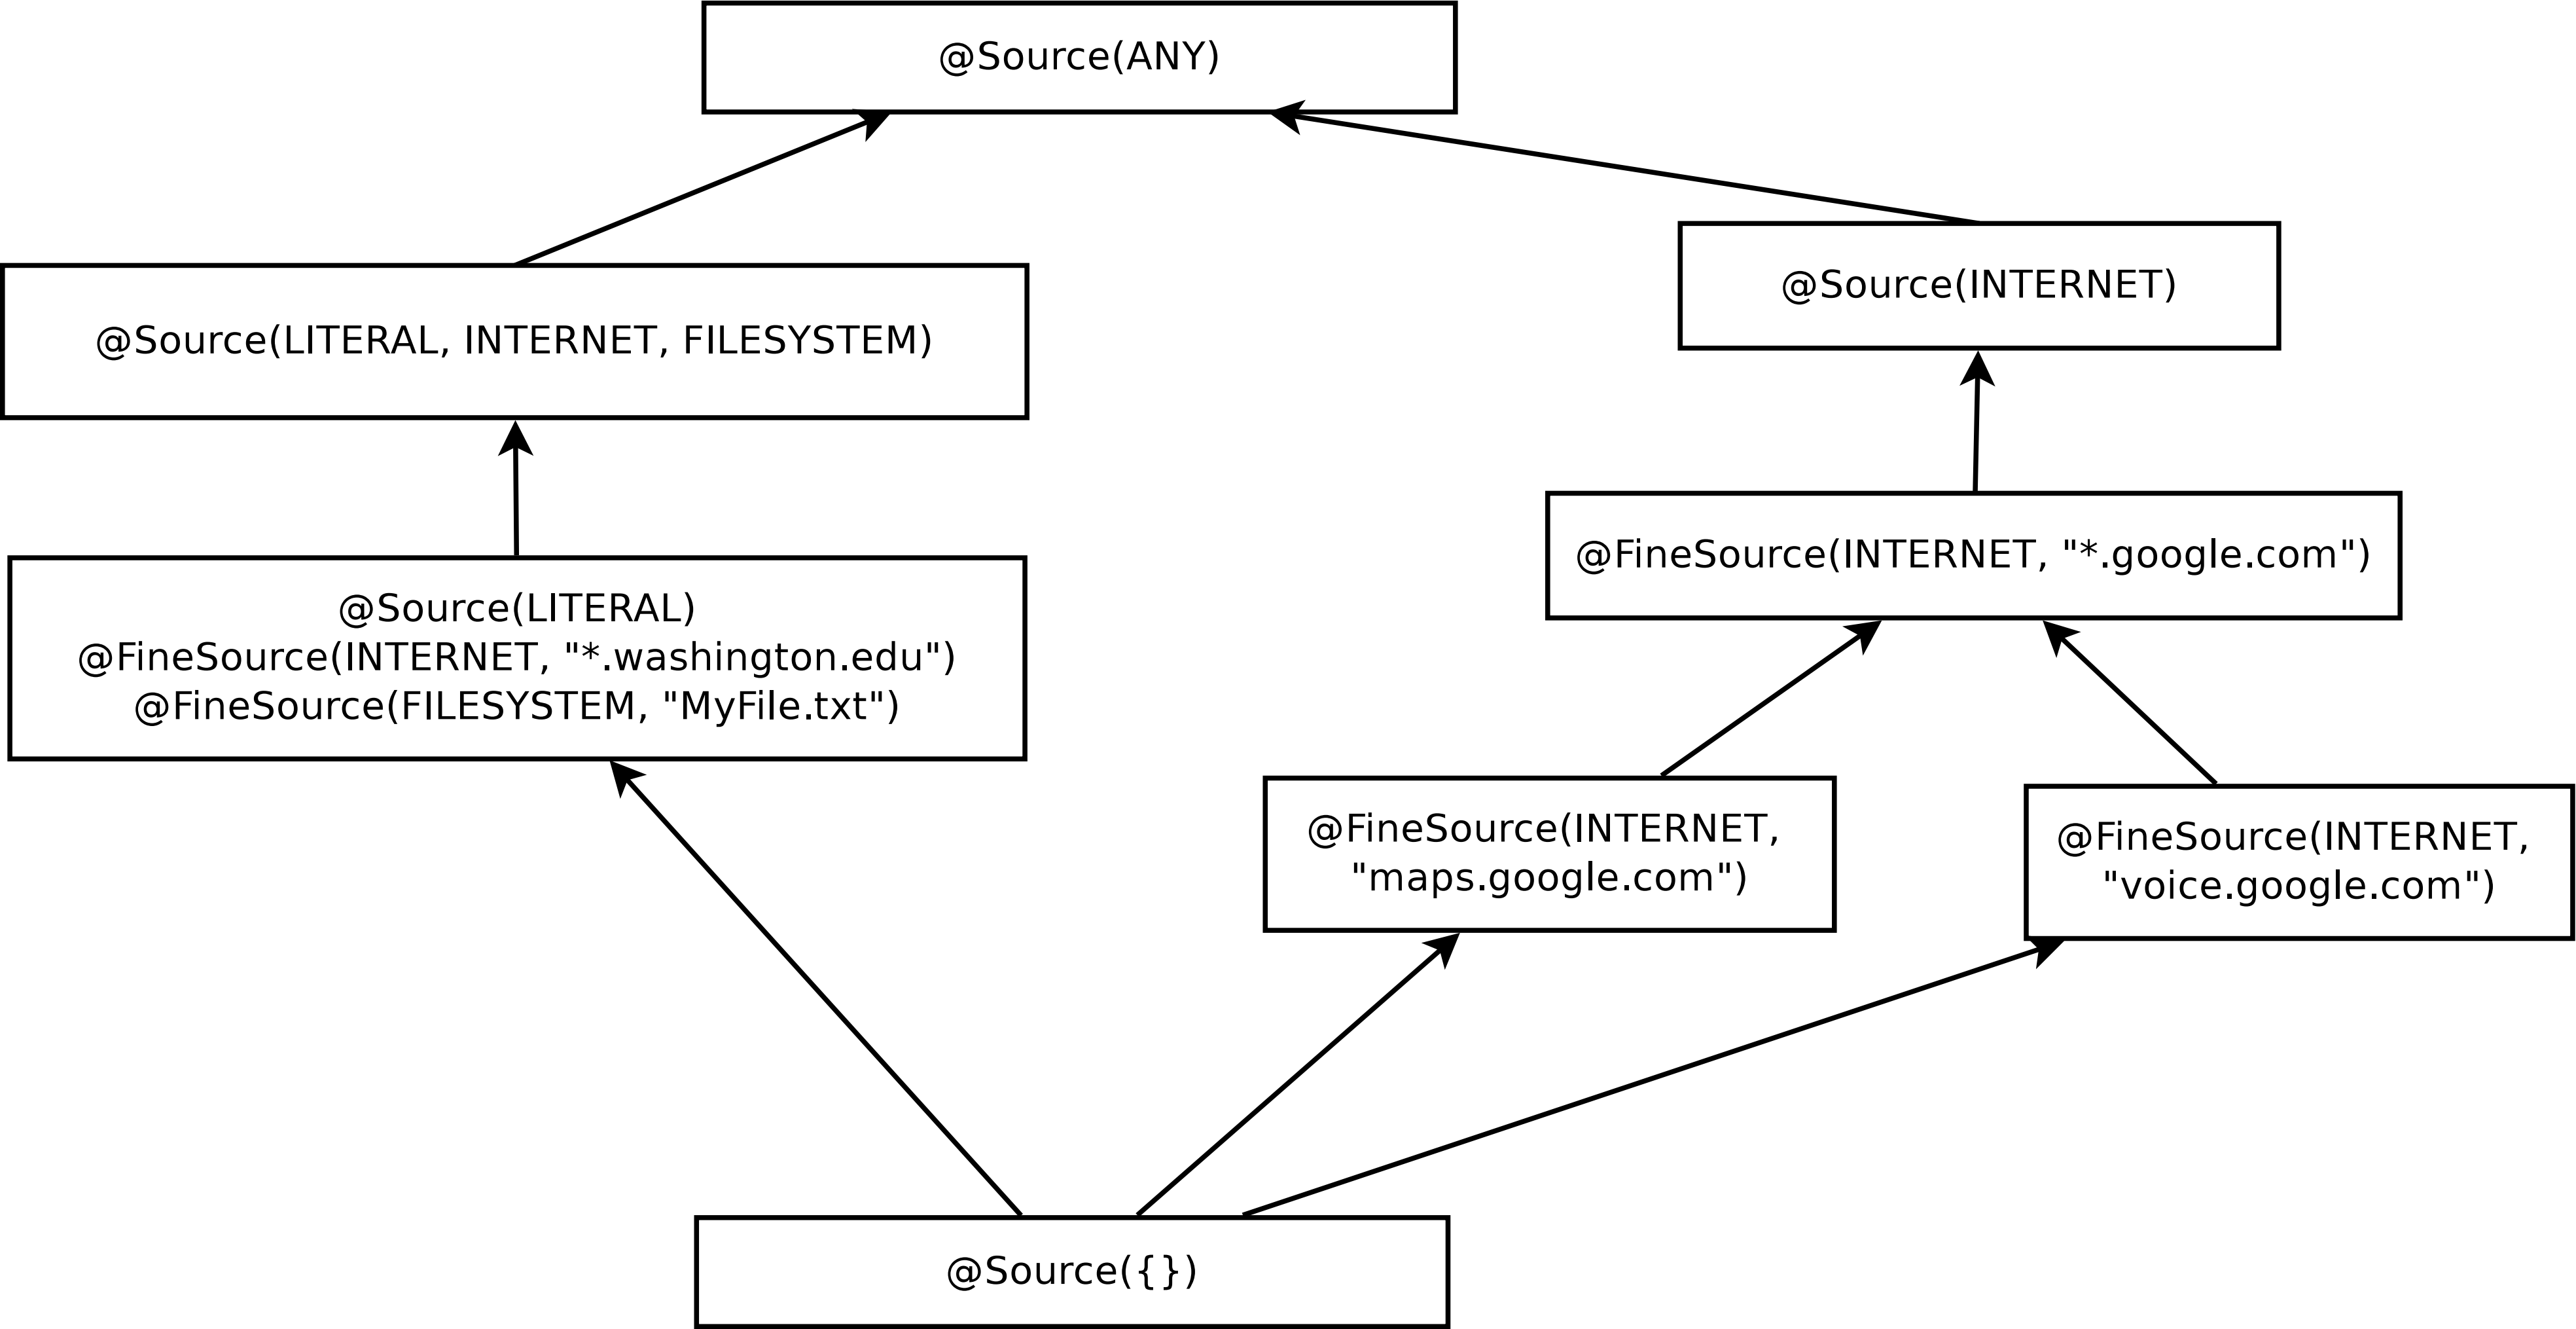 @Source(ANY)
@Source(INTERNET)
@Source(LITERAL, INTERNET, FILESYSTEM)
@FineSource(INTERNET, "*.google.com")
@Source(LITERAL)
@FineSource(INTERNET, "*.washington.edu")
@FineSource(FILESYSTEM, "MyFile.txt")
@FineSource(INTERNET,
"maps.google.com")
@FineSource(INTERNET,
"voice.google.com")
@Source({})